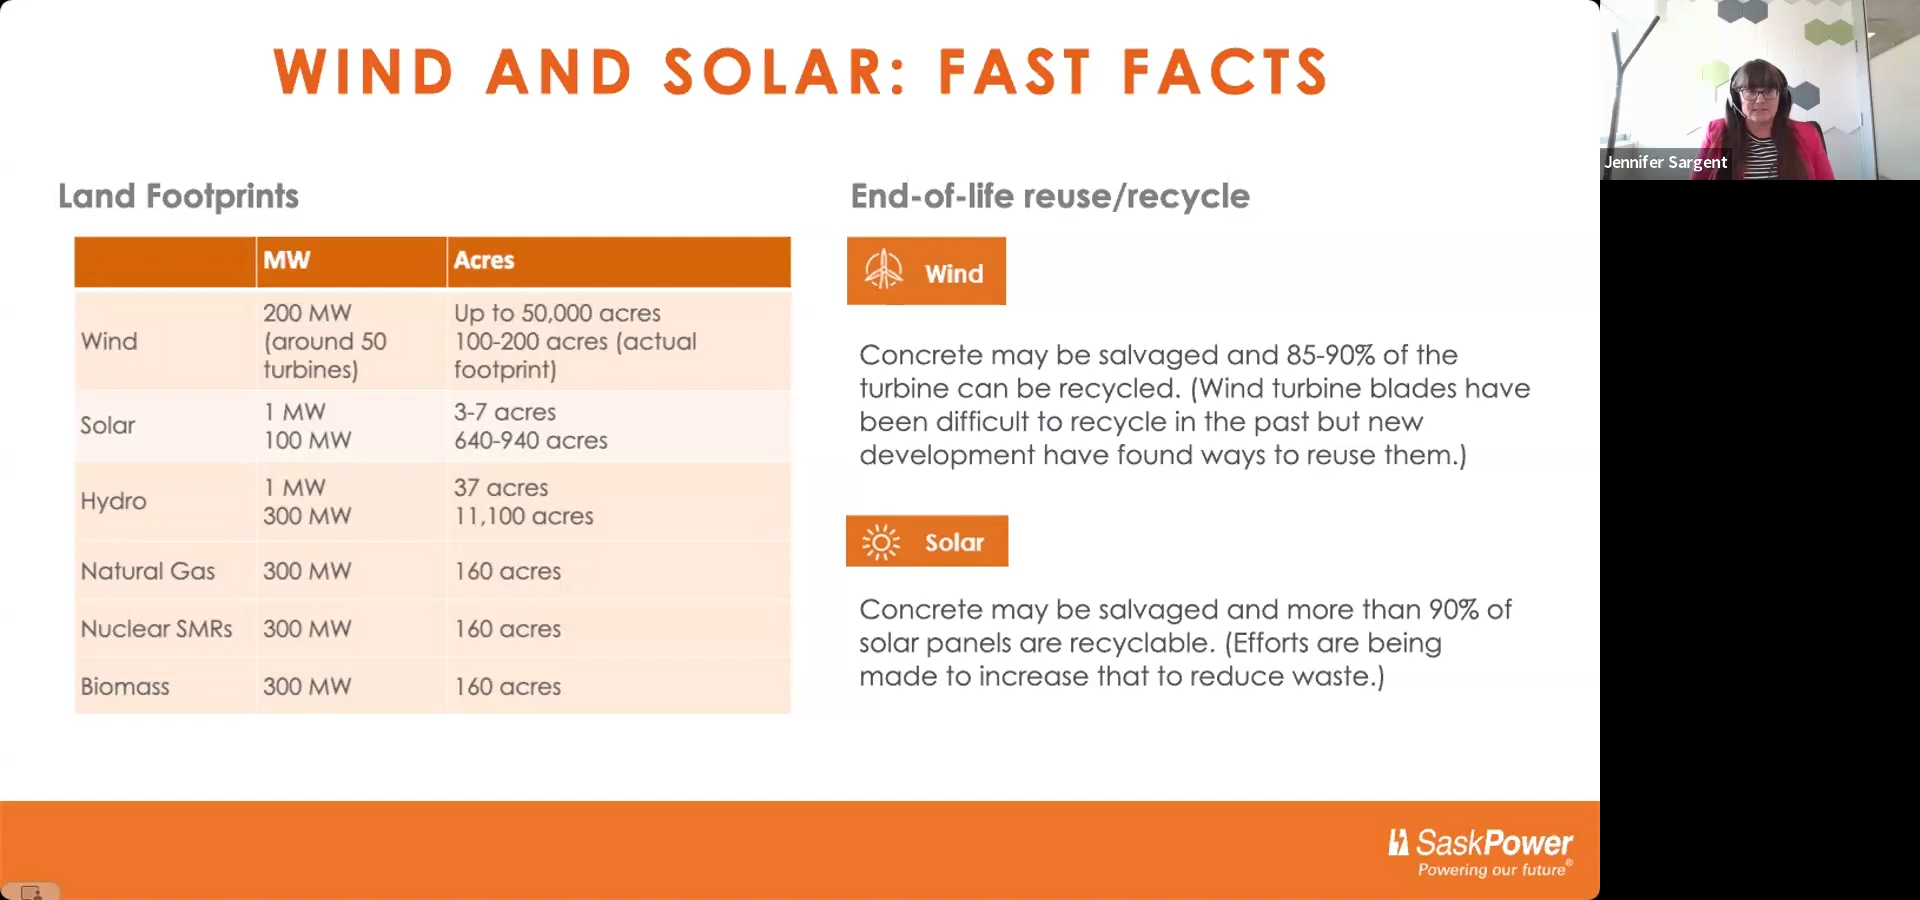 WIND AND SOLAR: FAST FACTS
Jennifer Sargent
Land Footprints
MW
Acres
Wind
200 MW
(around 50
turbines)
Up to 50,000 acres
100-200 acres (actual
footprint)
Solar
1 MW
100 MW
3-7 acres
640-940 acres
Hydro
1 MW
300 MW
37 acres
11,100 acres
Natural Gas
300 MW
160 acres
Nuclear SMRs
300 MW
160 acres
Biomass
300 MW
160 acres
End-of-life reuse/recycle
Wind
Concrete may be salvaged and 85-90% of the
turbine can be recycled. (Wind turbine blades have
been difficult to recycle in the past but new
development have found ways to reuse them.)
Solar
Concrete may be salvaged and more than 90% of
solar panels are recyclable. (Efforts are being
made to increase that to reduce waste.)
SaskPower
Powering our future®